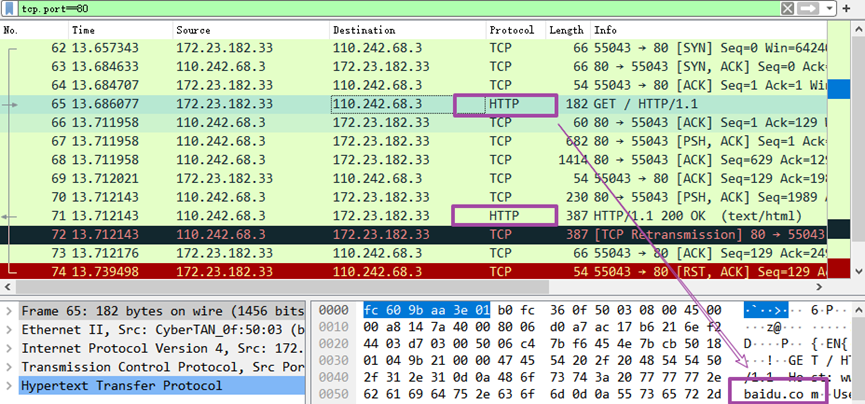 tcp.port==80
No. Time Source Destination Protocol Length Info
62 13.657343 172.23.182.33 110.242.68.3 TCP 66 55043 → 80 [SYN] Seq=0 Win=6424
63 13.684633 110.242.68.3 172.23.182.33 TCP 66 80 → 55043 [SYN, ACK] Seq=0 Ack=
64 13.684707 172.23.182.33 110.242.68.3 TCP 54 55043 → 80 [ACK] Seq=1 Ack=1 Win
65 13.686077 172.23.182.33 110.242.68.3 HTTP 182 GET / HTTP/1.1
66 13.711921 110.242.68.3 172.23.182.33 TCP 60 80 → 55043 [ACK] Seq=1 Ack=129 W
67 13.711958 110.242.68.3 172.23.182.33 TCP 682 80 → 55043 [PSH, ACK] Seq=1 Ack
68 13.711958 110.242.68.3 172.23.182.33 TCP 1414 80 → 55043 [ACK] Seq=629 Ack=129
69 13.712021 172.23.182.33 110.242.68.3 TCP 54 55043 → 80 [ACK] Seq=129 Ack=198
70 13.712143 110.242.68.3 172.23.182.33 TCP 230 80 → 55043 [PSH, ACK] Seq=1989
71 13.712143 110.242.68.3 172.23.182.33 HTTP 387 HTTP/1.1 200 OK (text/html)
72 13.712143 110.242.68.3 172.23.182.33 TCP 387 [TCP Retransmission] 80 → 55043
73 13.712176 172.23.182.33 110.242.68.3 TCP 54 55043 → 80 [ACK] Seq=129 Ack=
74 13.739498 172.23.182.33 110.242.68.3 TCP 54 55043 → 80 [RST, ACK] Seq=129 A
Frame 65: 182 bytes on wire (1456 bits
Ethernet II, Src: CyberTAN_0f:50:03 (b
Internet Protocol Version 4, Src: 172.
Transmission Control Protocol, Src Por
Hypertext Transfer Protocol
0000 fc 60 9b aa 3e 01 b0 fc 36 0f 50 03 08 00 45 00 ·`··>··· 6·P···
0010 00 a8 14 7a 40 00 80 06 d0 a7 ac 17 b6 21 6e f2 ···z@···
0020 44 03 d7 03 00 50 06 c4 7b f6 45 4e 7b cb 50 18 D····P·· {·EN{
0030 01 04 9b 21 00 00 47 45 54 20 2f 20 48 54 54 50 ···!··GE T / HT
0040 2f 31 2e 31 0d 0a 48 6f 73 74 3a 20 77 77 77 2e /1.1··Ho st: ww
0050 62 61 69 64 75 2e 63 6f 6d 0d 0a 55 73 65 72 2d baidu.co m··Use